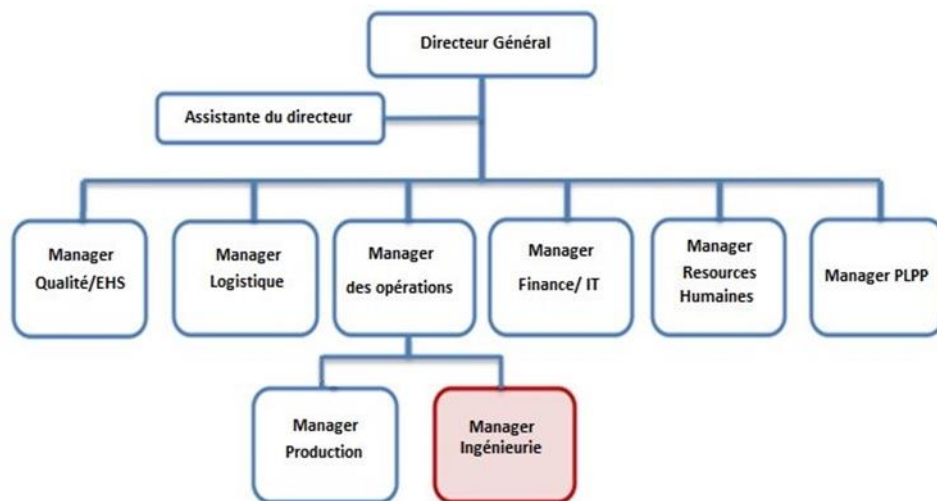 Directeur Général
Assistante du directeur
Manager
Qualité/EHS
Manager
Logistique
Manager
des opérations
Manager
Finance/ IT
Manager
Resources
Humaines
Manager PLPP
Manager
Production
Manager
Ingénieurie